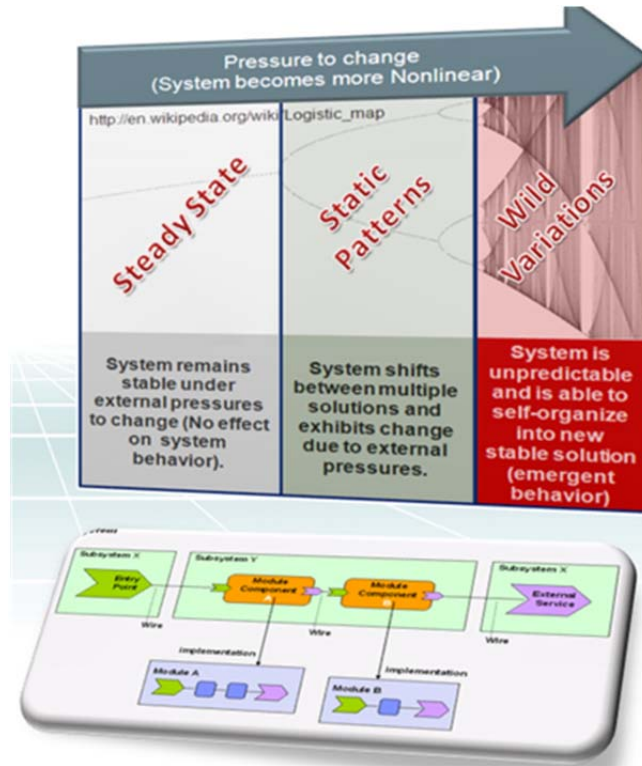 Pressure to change
(System becomes more Nonlinear)
http://en.wikipedia.org/wiki/Logistic_map
Steady State
Static
Patterns
Wild
Variations
System remains
stable under
external pressures
to change (No effect
on system
behavior).
System shifts
between multiple
solutions and
exhibits change
due to external
pressures.
System is
unpredictable
and is able to
self-organize
into new
stable solution
(emergent
behavior)
Subsystem X
Subsystem Y
Subsystem X
Entry
Point
Module
Component
A
Module
Component
B
External
Service
Wire
Wire
Wire
Implementation
Implementation
Module A
Module B